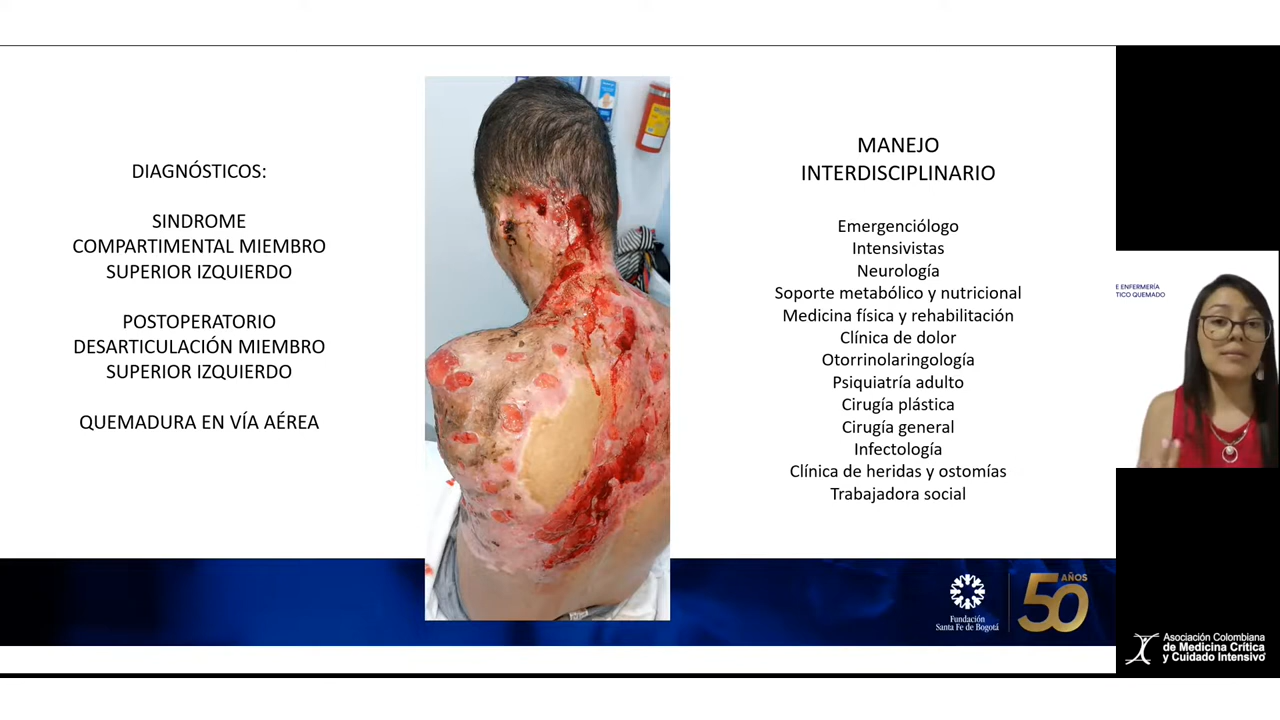 DIAGNÓSTICOS:
SINDROME
COMPARTIMENTAL MIEMBRO
SUPERIOR IZQUIERDO
POSTOPERATORIO
DESARTICULACIÓN MIEMBRO
SUPERIOR IZQUIERDO
QUEMADURA EN VÍA AÉREA
MANEJO
INTERDISCIPLINARIO
Emergenciólogo
Intensivistas
Neurología
Soporte metabólico y nutricional
Medicina física y rehabilitación
Clínica de dolor
Otorrinolaringología
Psiquiatría adulto
Cirugía plástica
Cirugía general
Infectología
Clínica de heridas y ostomías
Trabajadora social
E ENFERMERÍA
TICO QUEMADO
Fundación
Santa Fe de Bogotá
50 AÑOS
Asociación Colombiana
de Medicina Crítica
y Cuidado Intensivo